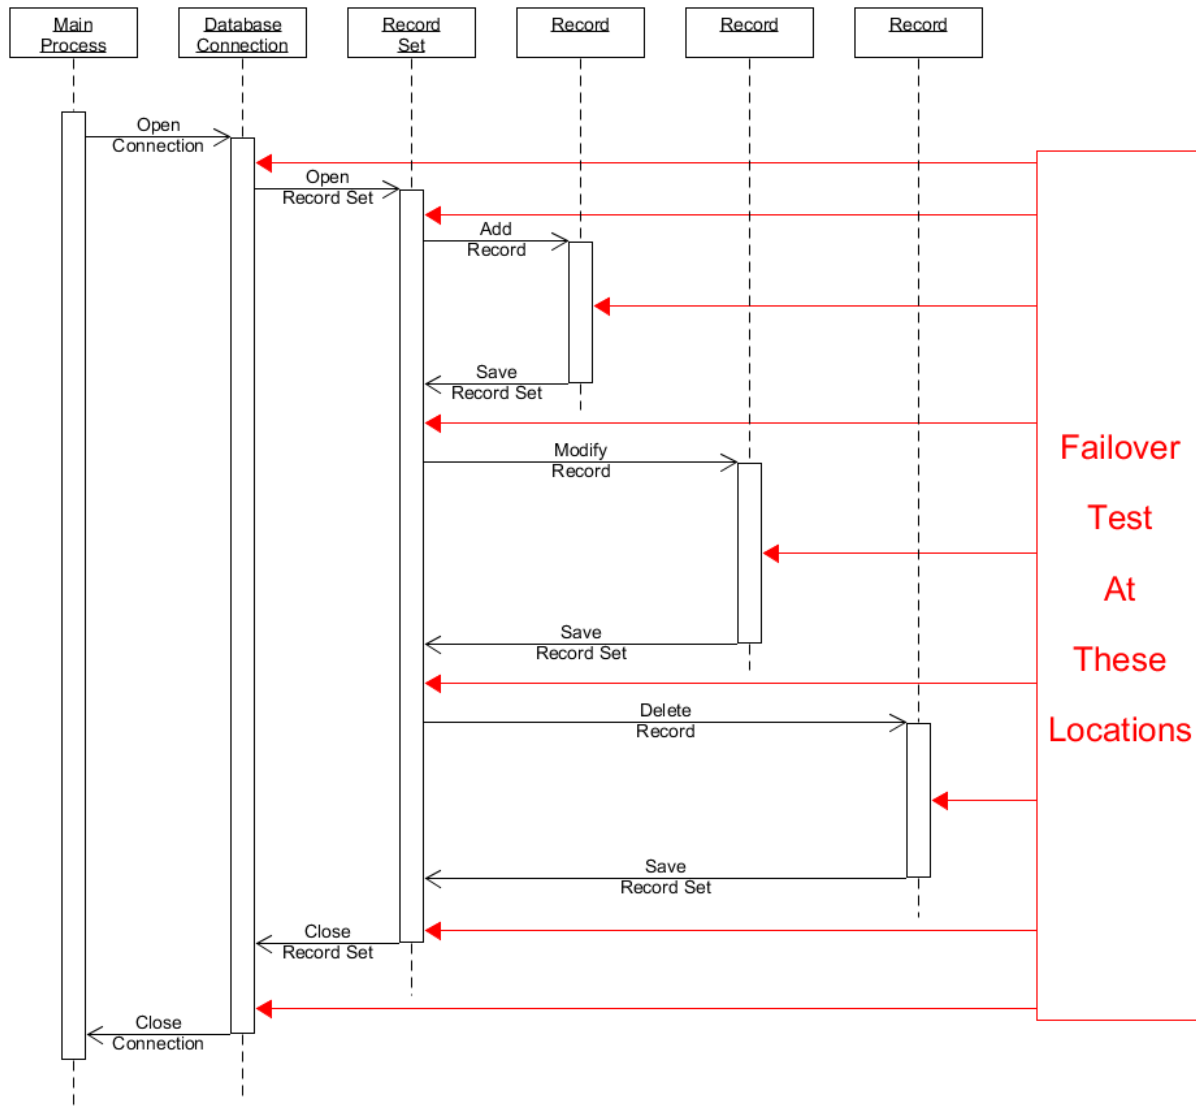 Main
Process
Database
Connection
Record
Set
Record
Record
Record
Open
Connection
Open
Record Set
Add
Record
Save
Record Set
Modify
Record
Save
Record Set
Delete
Record
Save
Record Set
Close
Record Set
Close
Connection
Failover
Test
At
These
Locations